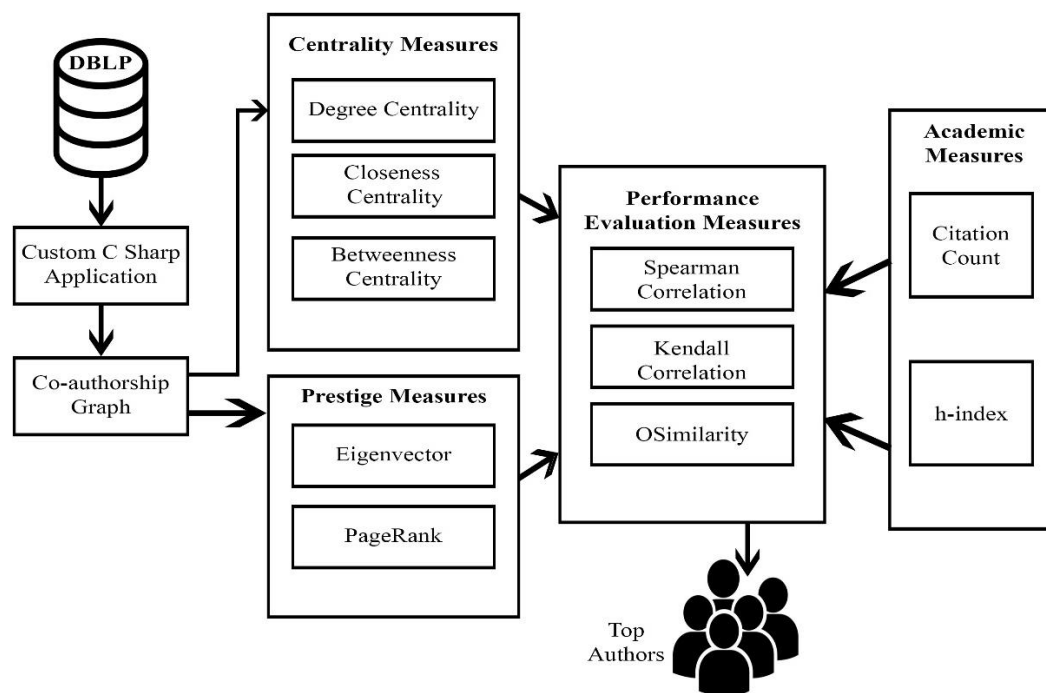 DBLP
Custom C Sharp
Application
Co-authorship
Graph
Centrality Measures
Degree Centrality
Closeness
Centrality
Betweenness
Centrality
Prestige Measures
Eigenvector
PageRank
Performance
Evaluation Measures
Spearman
Correlation
Kendall
Correlation
OSimilarity
Academic
Measures
Citation
Count
h-index
Top
Authors